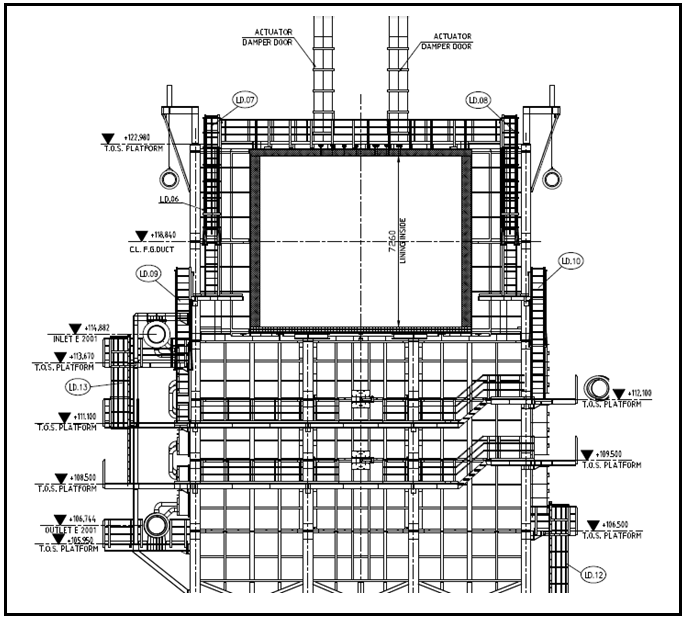 ACTUATOR
DAMPER DOOR
ACTUATOR
DAMPER DOOR
LD.07
LD.08
+122,980
T.O.S. PLATFORM
LD.06
+118,840
C.L. F.G.DUCT
7260
LINING INSIDE
LD.09
LD.10
+114,882
INLET E 2001
+113,670
T.O.S. PLATFORM
LD.13
+112,100
T.O.S. PLATFORM
+111,100
T.O.S. PLATFORM
+109,500
T.O.S. PLATFORM
+108,500
T.O.S. PLATFORM
+106,744
OUTLET E 2001
+106,500
T.O.S. PLATFORM
+105,950
T.O.S. PLATFORM
LD.12